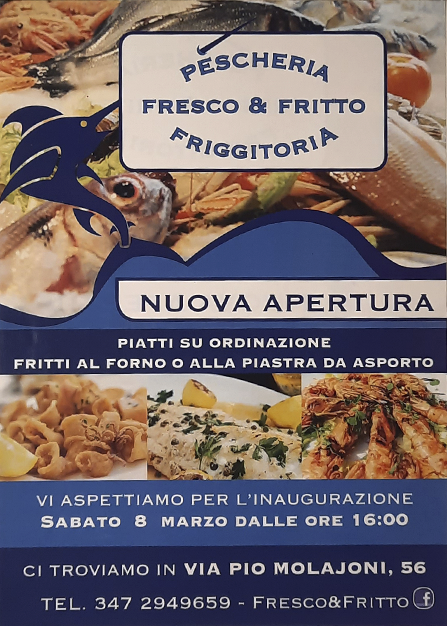 PESCHERIA
FRESCO & FRITTO
FRIGGITORIA
NUOVA APERTURA
PIATTI SU ORDINAZIONE
FRITTI AL FORNO O ALLA PIASTRA DA ASPORTO
VI ASPETTIAMO PER L'INAUGURAZIONE
SABATO 8 MARZO DALLE ORE 16:00
CI TROVIAMO IN VIA PIO MOLAJONI, 56
TEL. 347 2949659 - FRESCO&FRITTO f